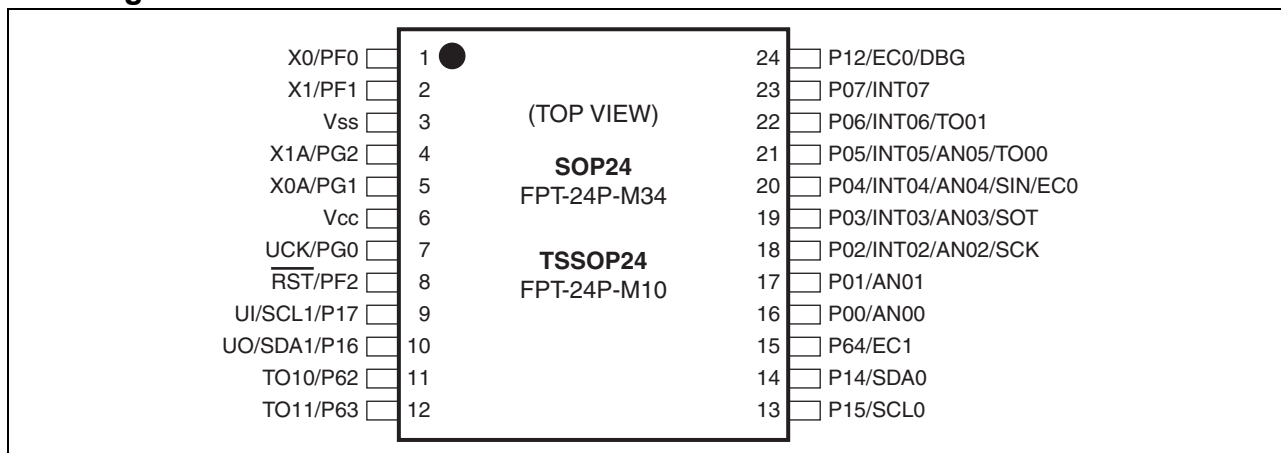 X0/PF0 1 24 P12/EC0/DBG
X1/PF1 2 23 P07/INT07
Vss 3 (TOP VIEW) 22 P06/INT06/TO01
X1A/PG2 4 21 P05/INT05/AN05/TO00
SOP24
X0A/PG1 5 20 P04/INT04/AN04/SIN/EC0
FPT-24P-M34
Vcc 6 19 P03/INT03/AN03/SOT
UCK/PG0 7 18 P02/INT02/AN02/SCK
TSSOP24
RST/PF2 8 FPT-24P-M10 17 P01/AN01
UI/SCL1/P17 9 16 P00/AN00
UO/SDA1/P16 10 15 P64/EC1
TO10/P62 11 14 P14/SDA0
TO11/P63 12 13 P15/SCL0